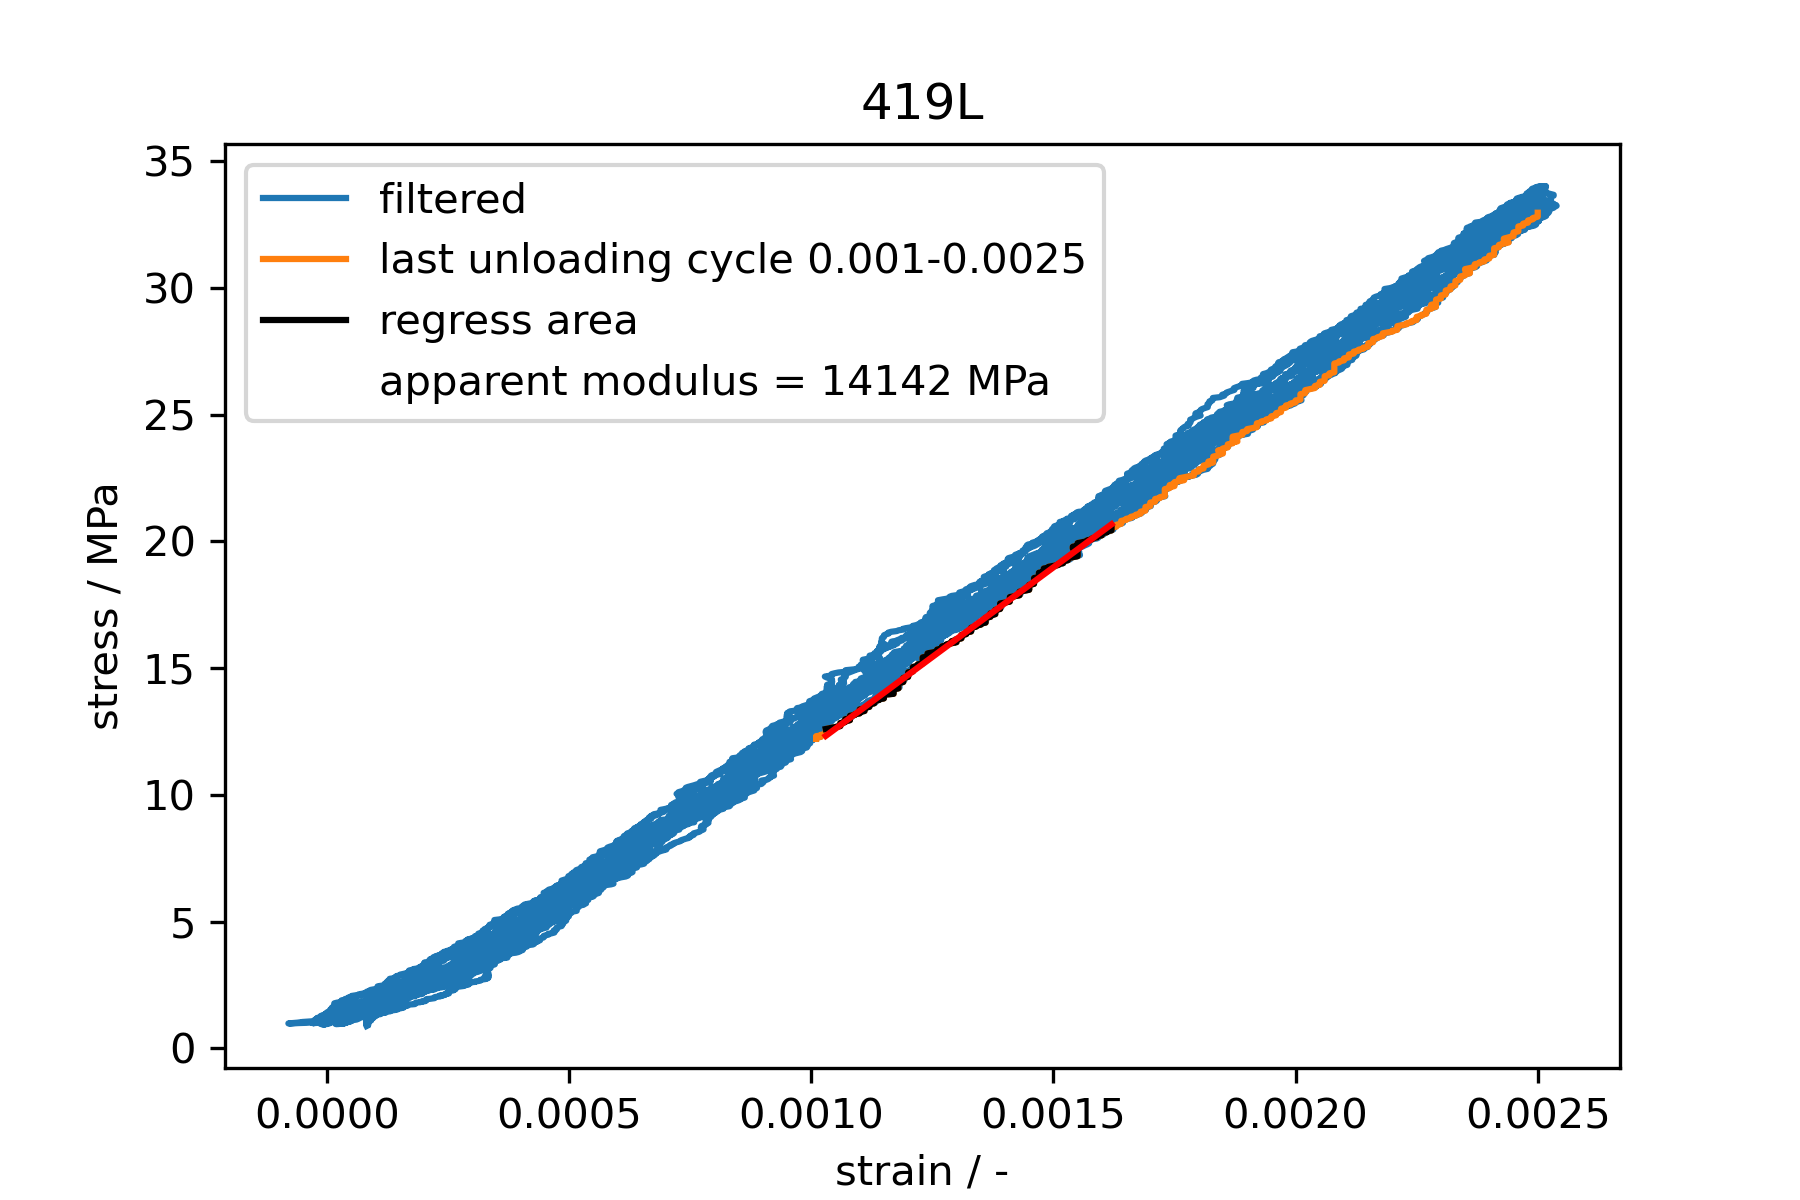 419L
35
30
25
20
15
10
5
0
stress / MPa
filtered
last unloading cycle 0.001-0.0025
regress area
apparent modulus = 14142 MPa
0.0000 0.0005 0.0010 0.0015 0.0020 0.0025
strain / -